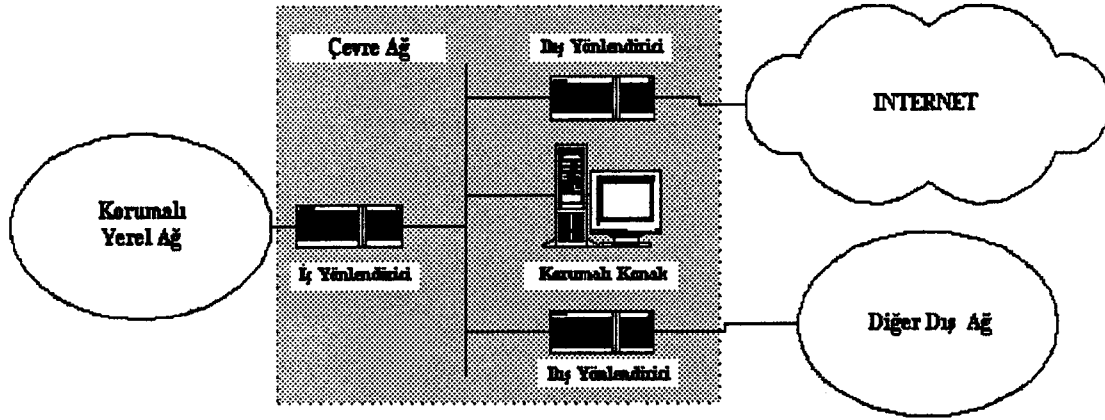 Çevre Ağ
Dış Yönlendirici
INTERNET
Korumalı
Yerel Ağ
İç Yönlendirici
Korumalı Konak
Diğer Dış Ağ
Dış Yönlendirici